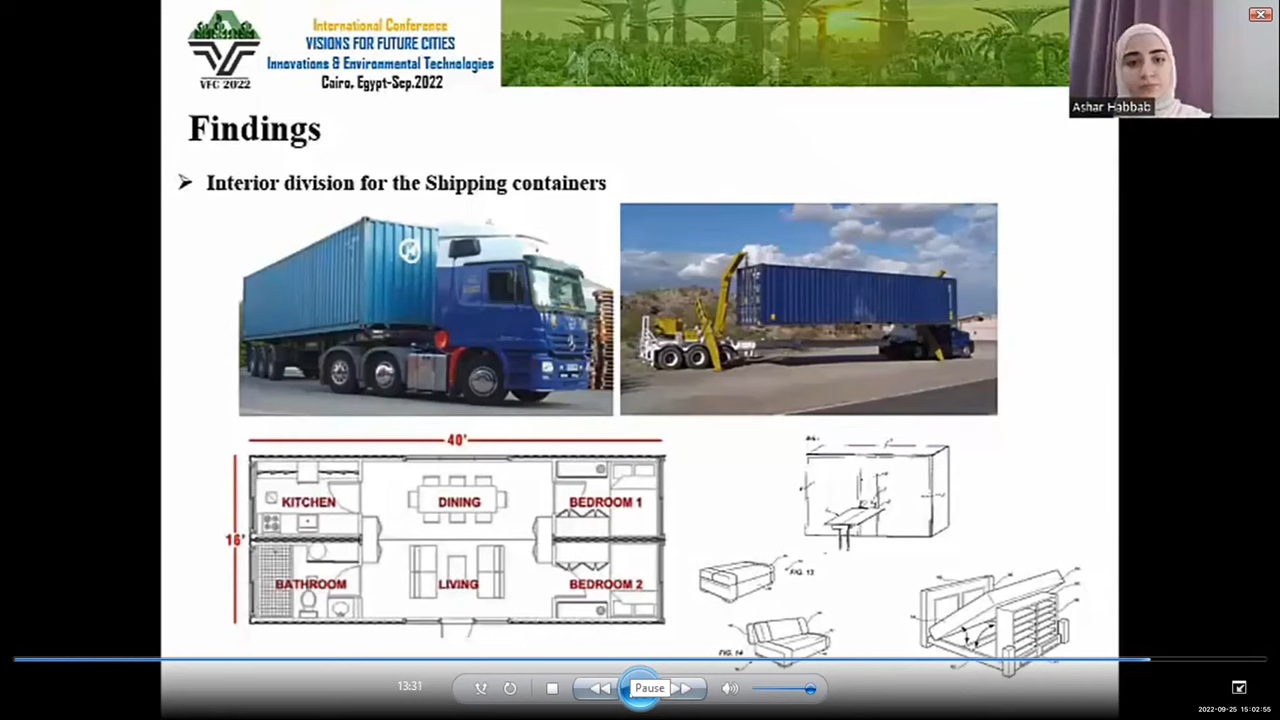 International Conference
VISIONS FOR FUTURE CITIES
Innovations & Environmental Technologies
Cairo, Egypt-Sep.2022
VFC 2022
Ashar Habbab
Findings
➢ Interior division for the Shipping containers
40'
16'
KITCHEN
DINING
BEDROOM 1
BATHROOM
LIVING
BEDROOM 2
FIG. 13
FIG. 14
13:31
Pause
2022-09-25 15:02:55